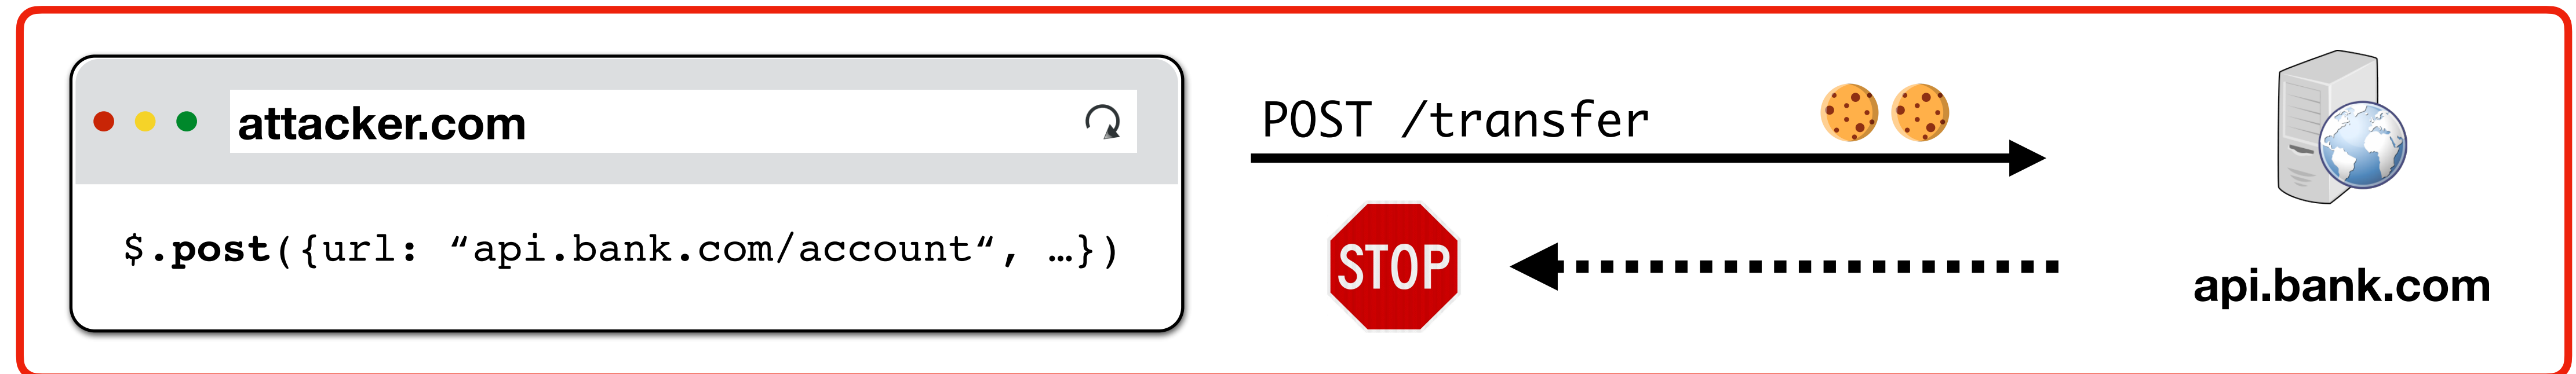 attacker.com
$.post({url: “api.bank.com/account“, …})
POST /transfer
STOP
api.bank.com